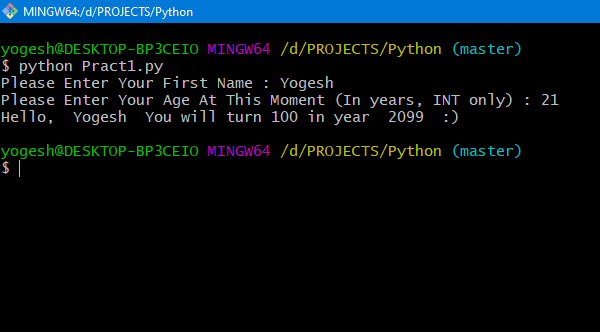 MINGW64:/d/PROJECTS/Python
yogesh@DESKTOP-BP3CEIO MINGW64 /d/PROJECTS/Python (master)
$ python Pract1.py
Please Enter Your First Name : Yogesh
Please Enter Your Age At This Moment (In years, INT only) : 21
Hello,  Yogesh  You will turn 100 in year  2099  :)
yogesh@DESKTOP-BP3CEIO MINGW64 /d/PROJECTS/Python (master)
$